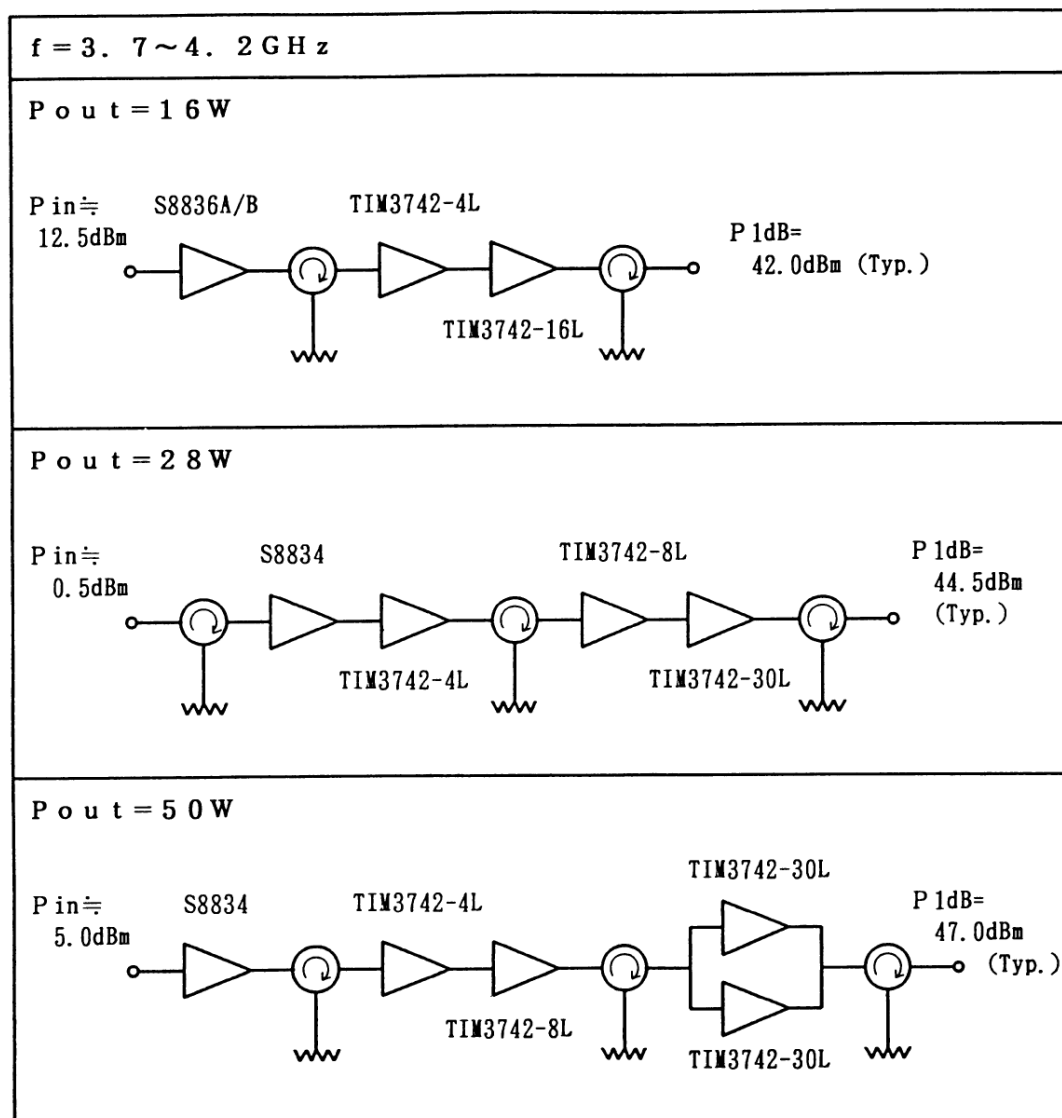 f=3.7~4.2GHz
Pout=16W
Pin≒
12.5dBm
S8836A/B
TIM3742-4L
TIM3742-16L
P1dB=
42.0dBm (Typ.)
Pout=28W
Pin≒
0.5dBm
S8834
TIM3742-4L
TIM3742-8L
TIM3742-30L
P1dB=
44.5dBm
(Typ.)
Pout=50W
Pin≒
5.0dBm
S8834
TIM3742-4L
TIM3742-8L
TIM3742-30L
TIM3742-30L
P1dB=
47.0dBm
(Typ.)